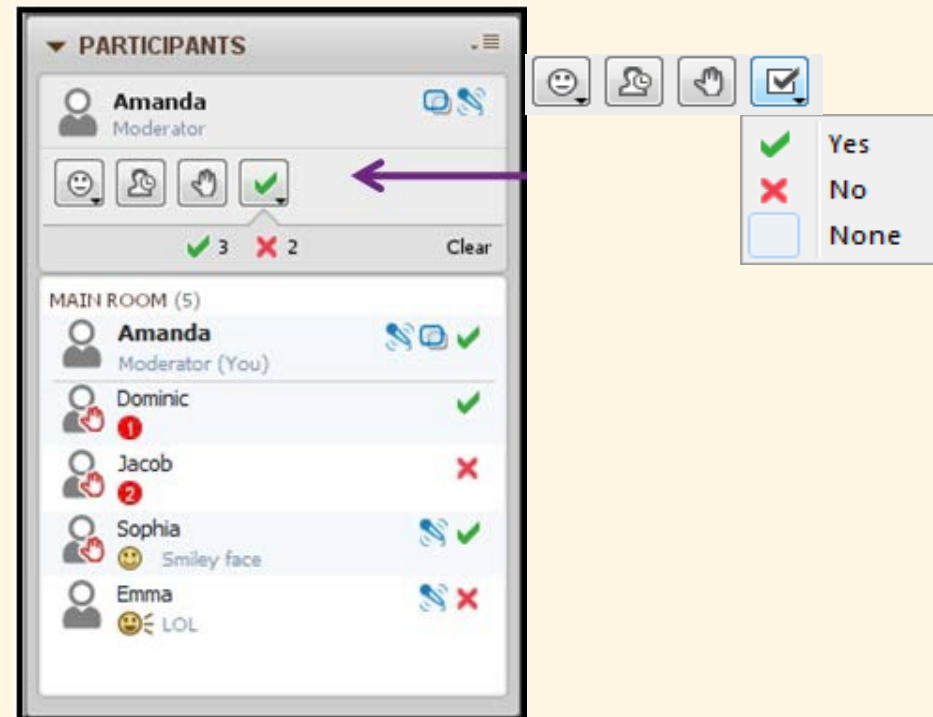 PARTICIPANTS
Amanda
Moderator
3 2 Clear
MAIN ROOM (5)
Amanda
Moderator (You)
Dominic
1
Jacob
2
Sophia
Smiley face
Emma
LOL
Yes
No
None